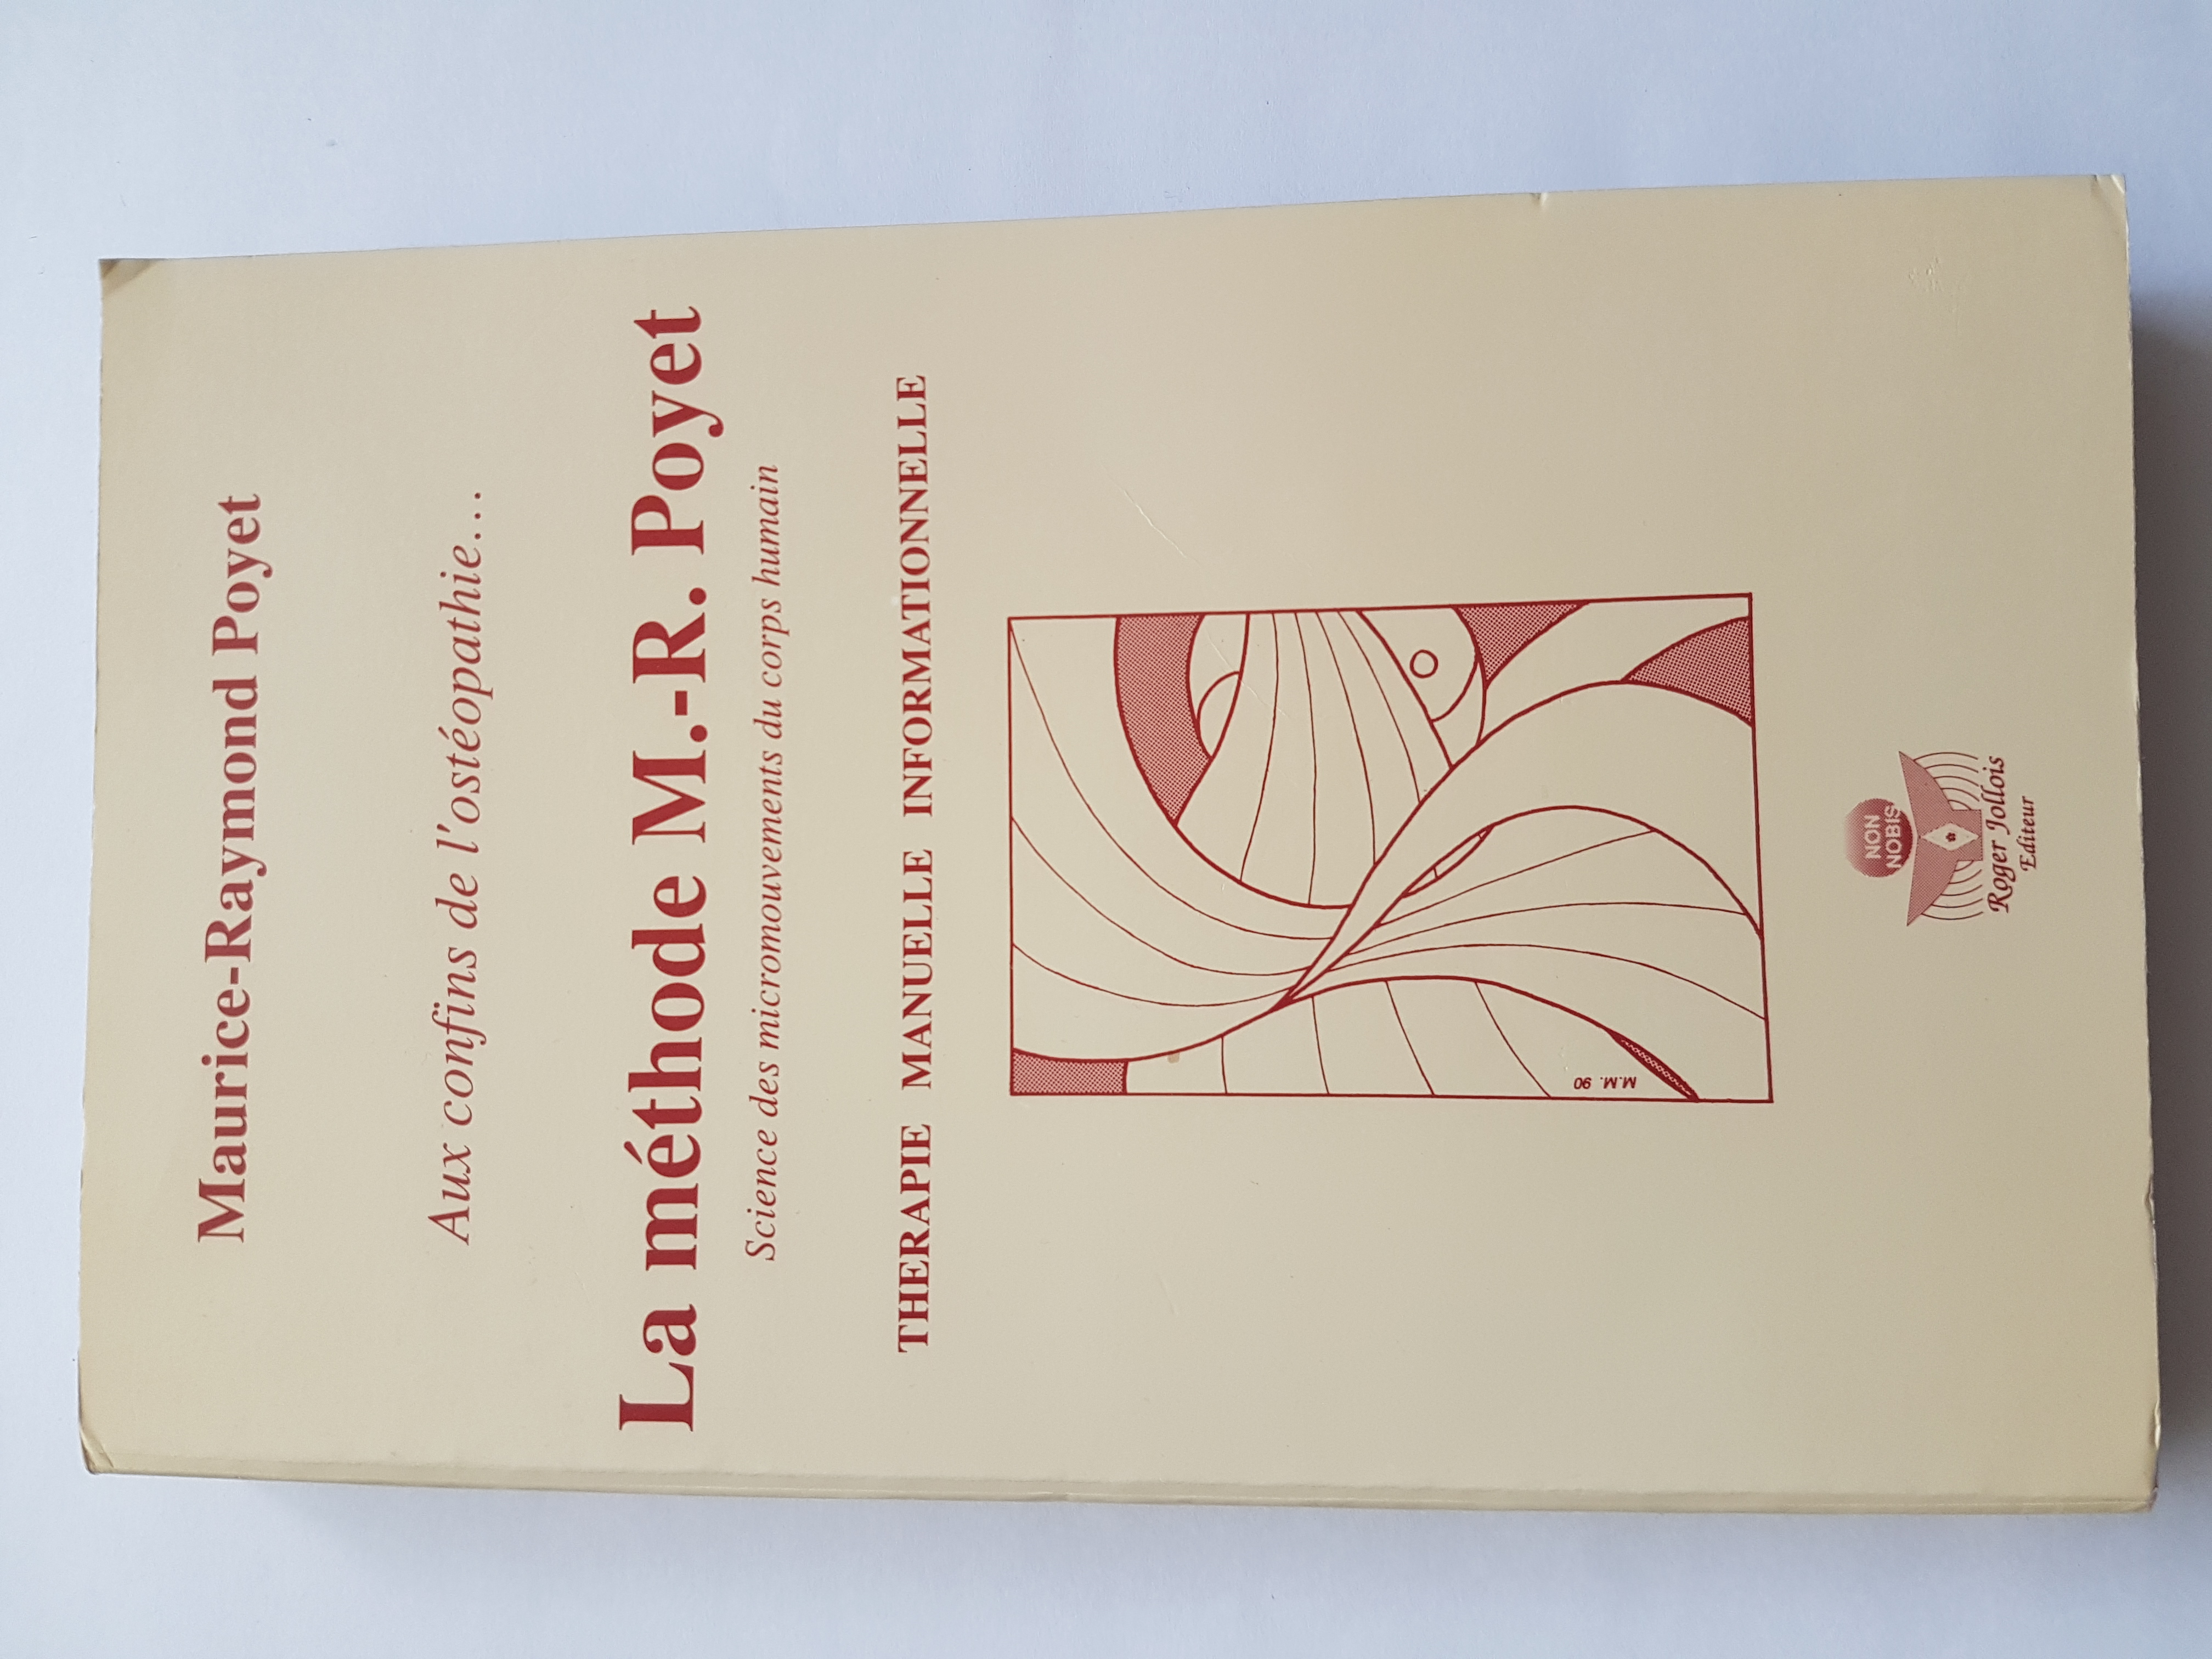 Maurice-Raymond Poyet
Aux confins de l'ostéopathie...
La méthode M.-R. Poyet
Science des micromouvements du corps humain
THERAPIE MANUELLE INFORMATIONNELLE
M.M. 90
NON
NOBIS
Roger Jollois
Editeur